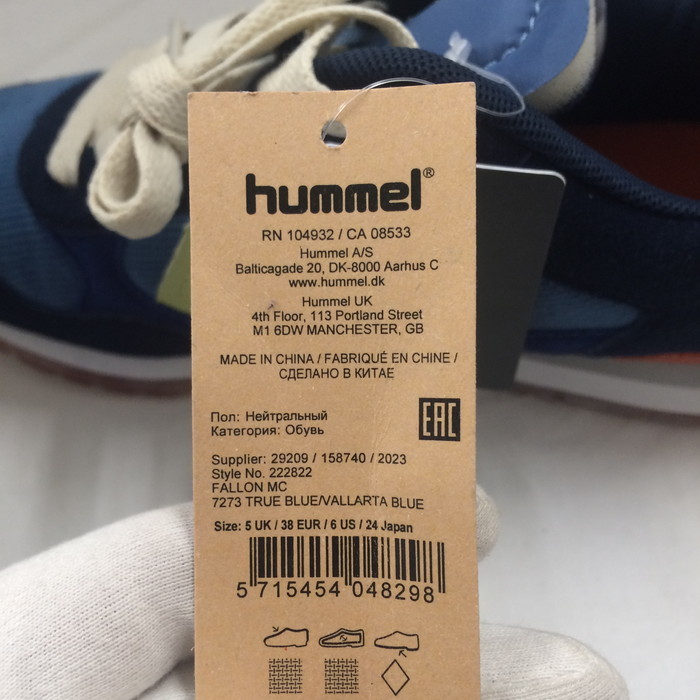 hummel®
RN 104932 / CA 08533
Hummel A/S
Balticagade 20, DK-8000 Aarhus C
www.hummel.dk
Hummel UK
4th Floor, 113 Portland Street
M1 6DW MANCHESTER, GB
MADE IN CHINA / FABRIQUÉ EN CHINE /
СДЕЛАНО В КИТАЕ
Пол: Нейтральный
Категория: Обувь
EAC
Supplier: 29209 / 158740 / 2023
Style No. 222822
FALLON MC
7273 TRUE BLUE/VALLARTA BLUE
Size: 5 UK / 38 EUR / 6 US / 24 Japan
5 715454 048298